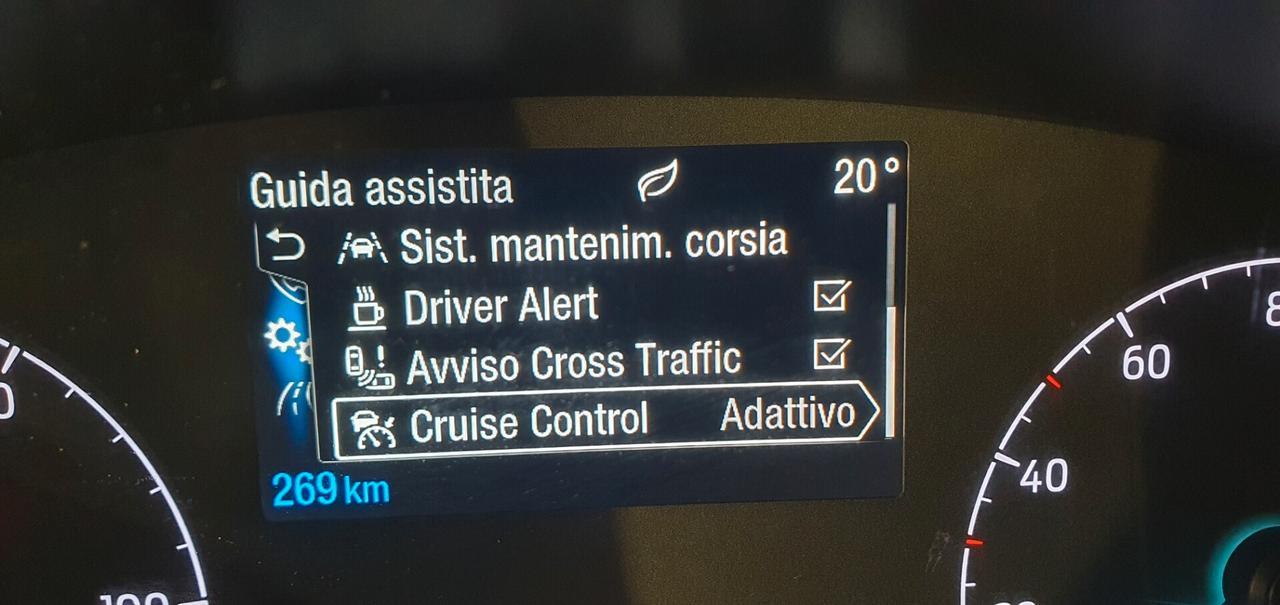 Guida assistita 20°
Sist. mantenim. corsia
Driver Alert
Avviso Cross Traffic
Cruise Control Adattivo
269 km
60
40